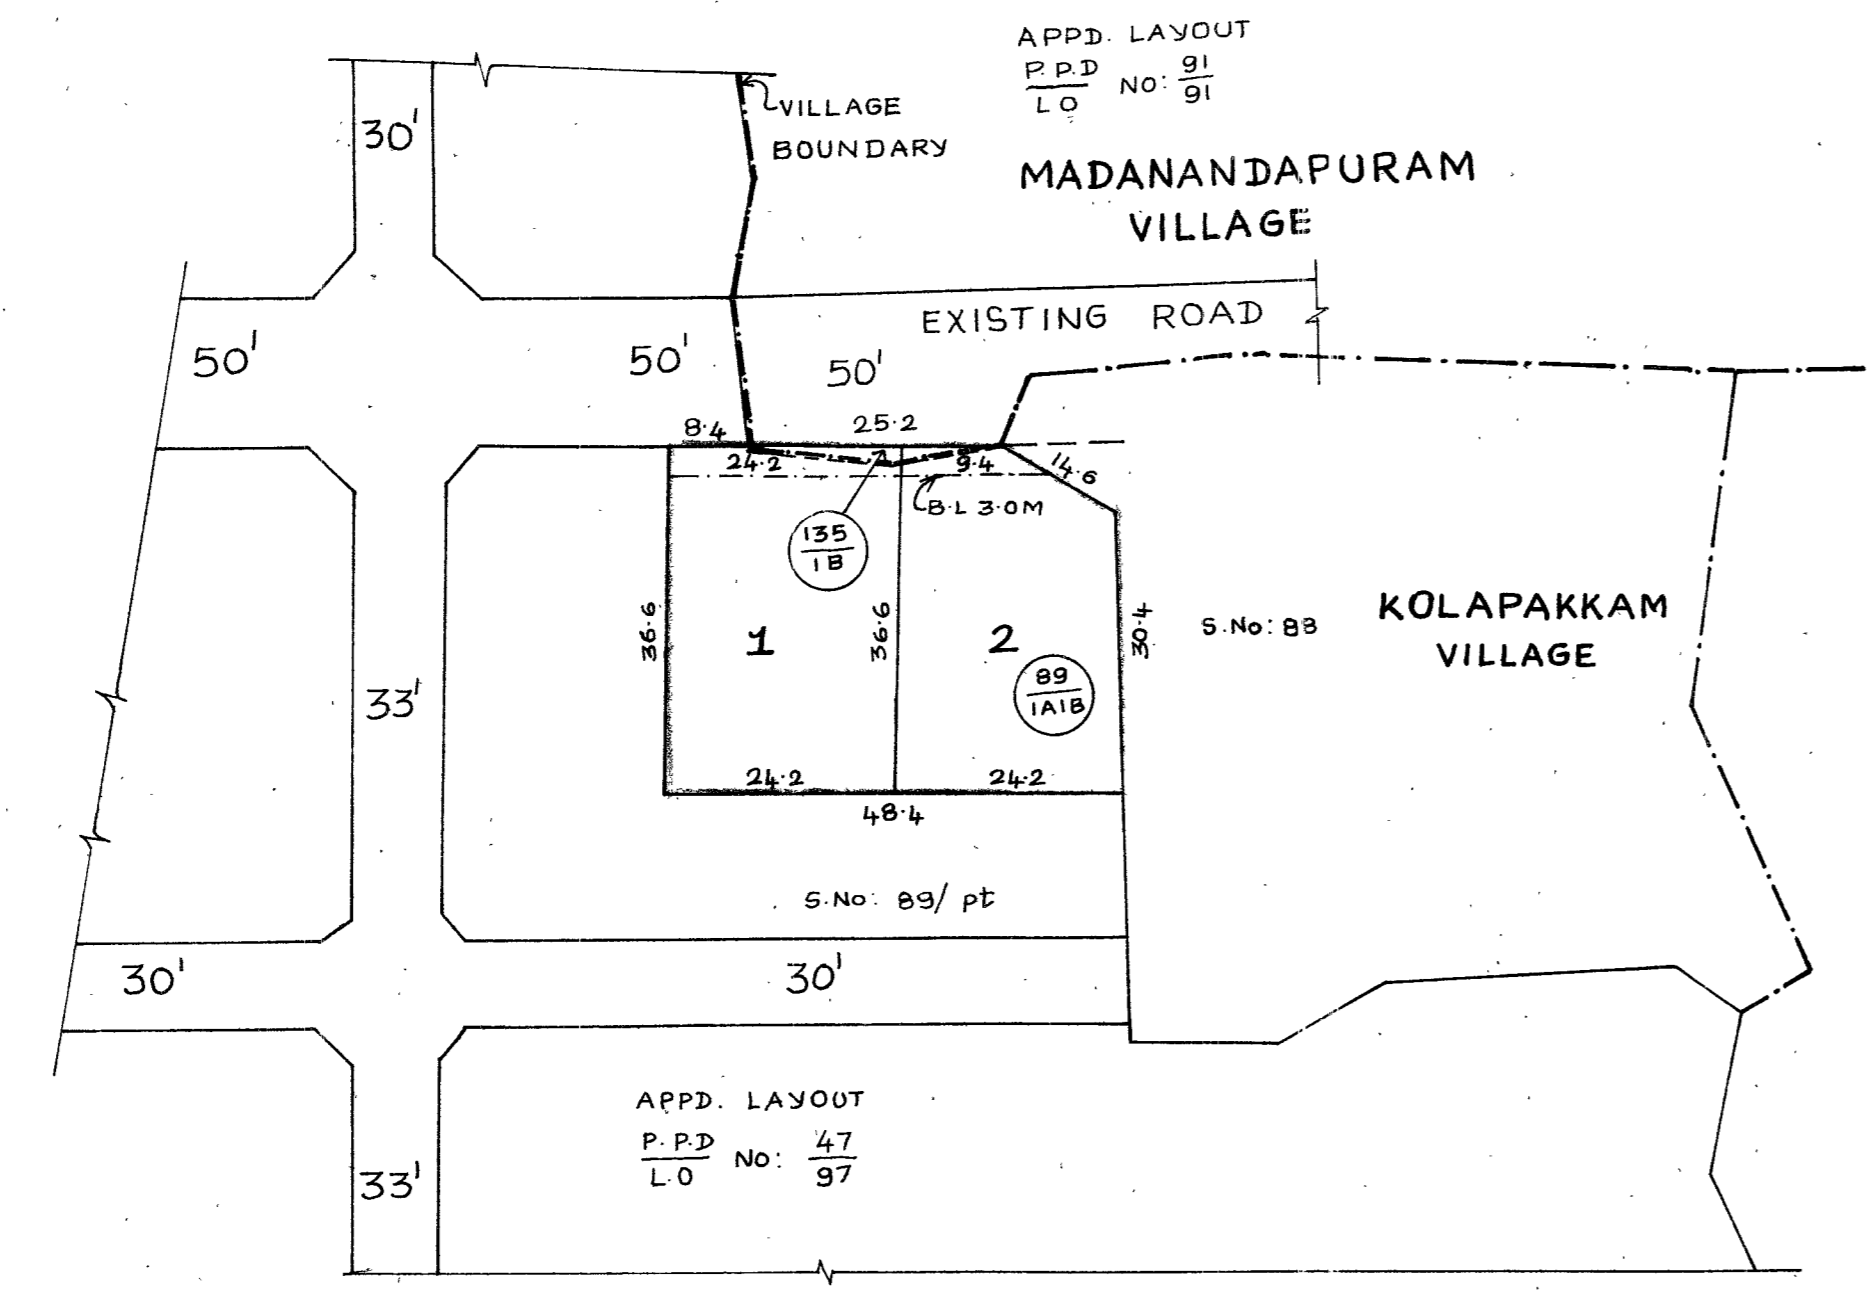 APPD. LAYOUT
P.P.D
LO
NO: 91
91
30'
VILLAGE
BOUNDARY
MADANANDAPURAM
VILLAGE
EXISTING ROAD
50'
50'
50'
8.4
25.2
24.2
9.4
14.6
B.L 3.0M
135
1B
36.6
1
36.6
2
30.4
S.No: 88
KOLAPAKKAM
VILLAGE
89
1A1B
33'
24.2
24.2
48.4
S.No: 89/pt
30'
30'
APPD. LAYOUT
P.P.D
L.O
No: 47
97
33'